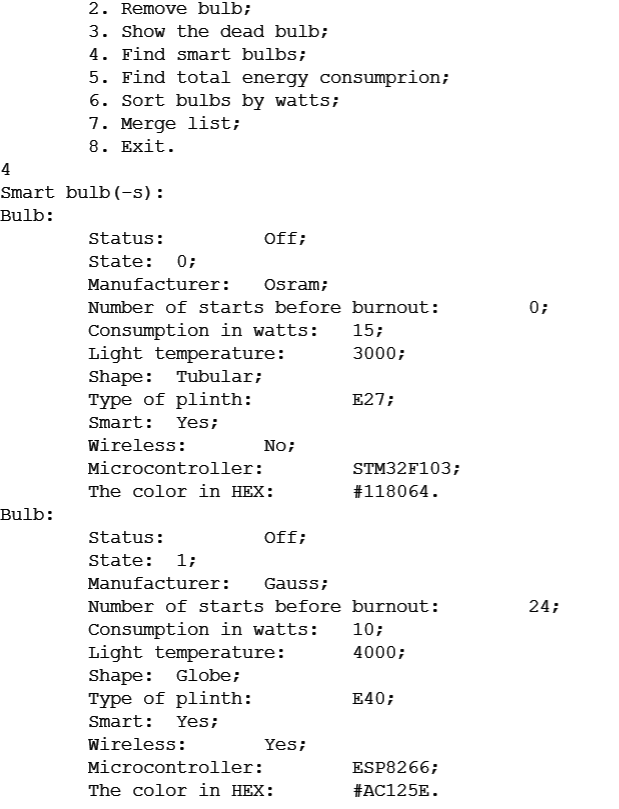 2. Remove bulb;
3. Show the dead bulb;
4. Find smart bulbs;
5. Find total energy consumprion;
6. Sort bulbs by watts;
7. Merge list;
8. Exit.
4
Smart bulb(-s):
Bulb:
Status: Off;
State: 0;
Manufacturer: Osram;
Number of starts before burnout: 0;
Consumption in watts: 15;
Light temperature: 3000;
Shape: Tubular;
Type of plinth: E27;
Smart: Yes;
Wireless: No;
Microcontroller: STM32F103;
The color in HEX: #118064.
Bulb:
Status: Off;
State: 1;
Manufacturer: Gauss;
Number of starts before burnout: 24;
Consumption in watts: 10;
Light temperature: 4000;
Shape: Globe;
Type of plinth: E40;
Smart: Yes;
Wireless: Yes;
Microcontroller: ESP8266;
The color in HEX: #AC125E.